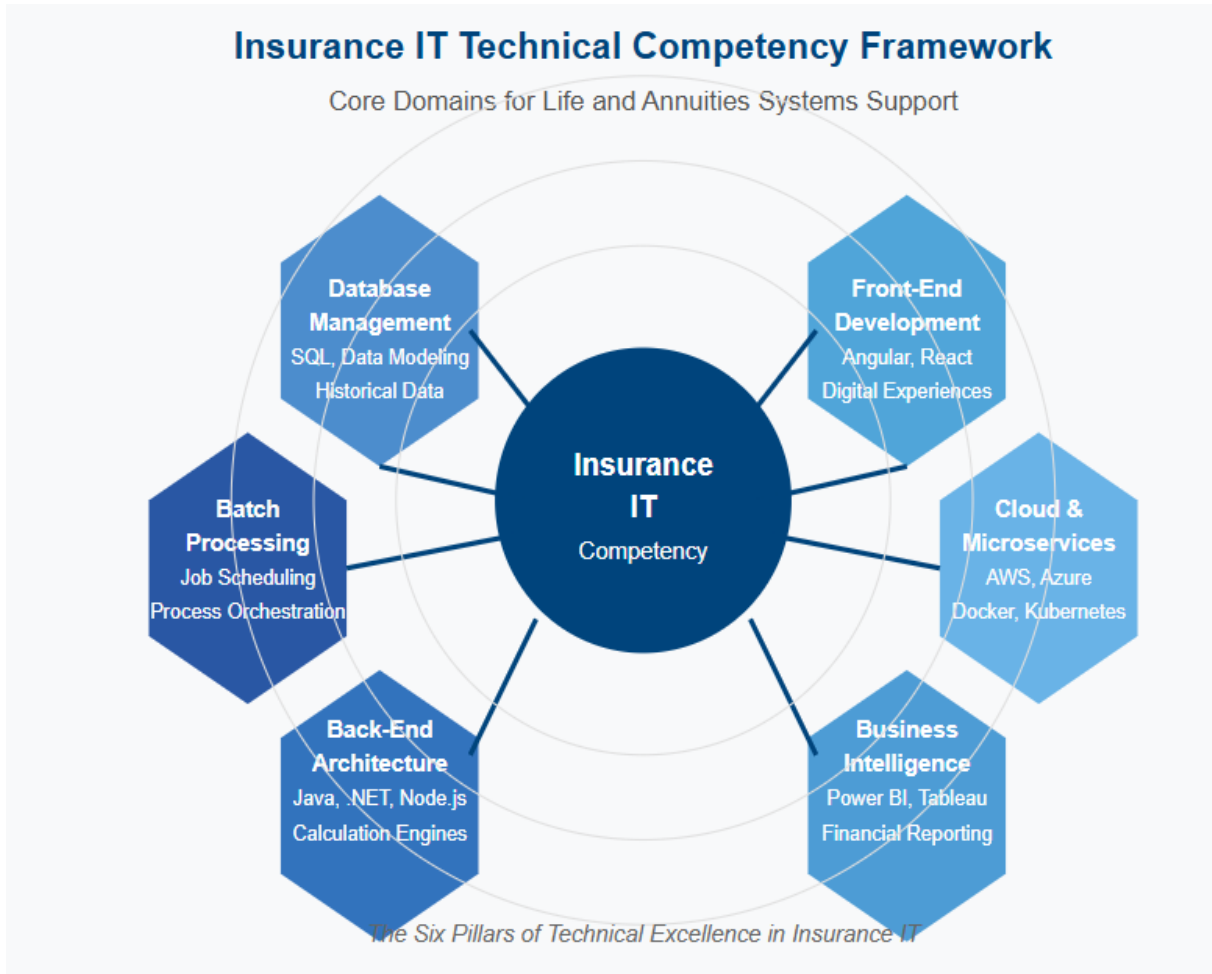 Insurance IT Technical Competency Framework
Core Domains for Life and Annuities Systems Support
Database
Management
SQL, Data Modeling
Historical Data
Front-End
Development
Angular, React
Digital Experiences
Insurance
IT
Competency
Batch
Processing
Job Scheduling
Process Orchestration
Cloud &
Microservices
AWS, Azure
Docker, Kubernetes
Back-End
Architecture
Java, .NET, Node.js
Calculation Engines
Business
Intelligence
Power BI, Tableau
Financial Reporting
The Six Pillars of Technical Excellence in Insurance IT